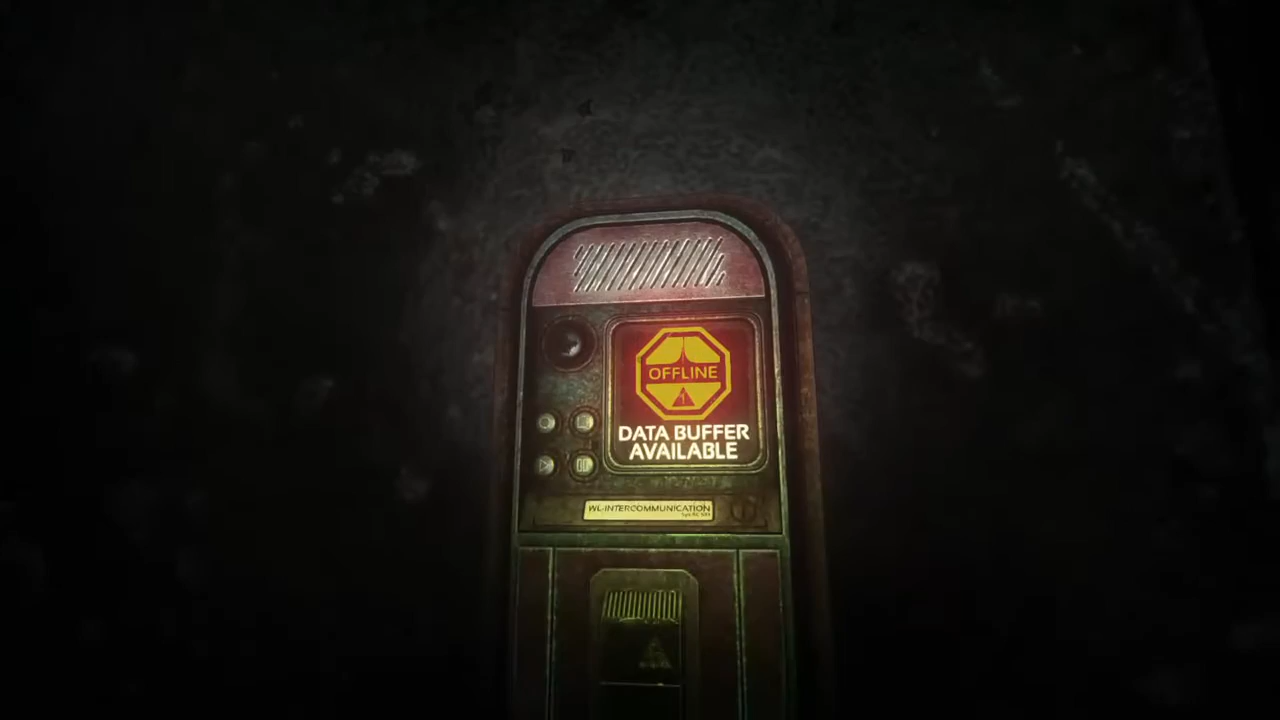 OFFLINE
DATA BUFFER
AVAILABLE
WL-INTERCOMMUNICATION